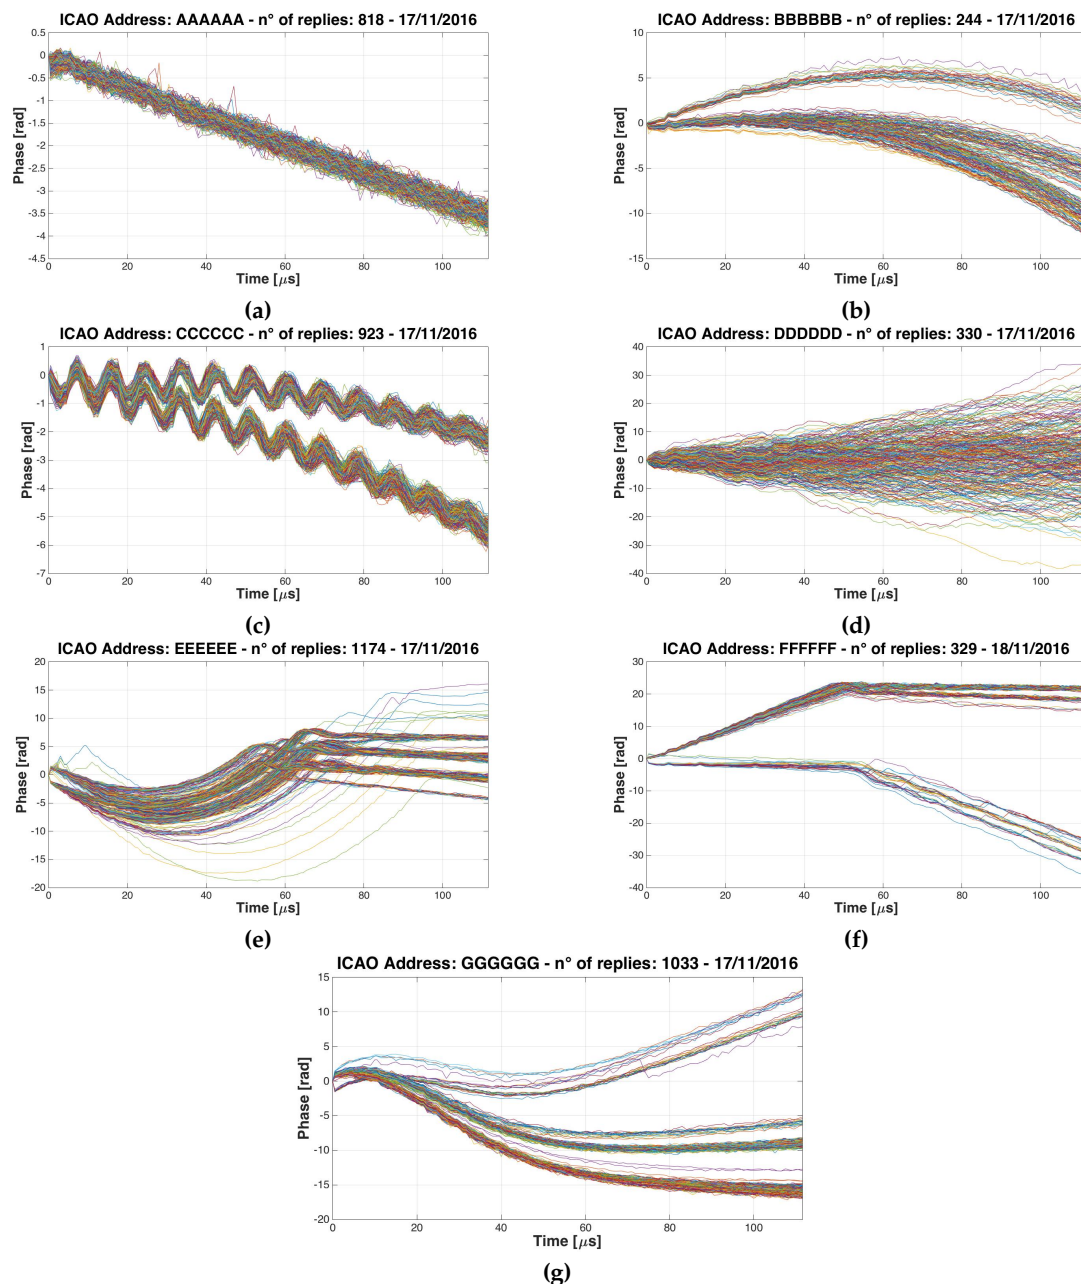 ICAO Address: AAAAAA - n° of replies: 818 - 17/11/2016
0.5
0
-0.5
-1
-1.5
-2
-2.5
-3
-3.5
-4
-4.5
Phase [rad]
0 20 40 60 80 100
Time [μs]
(a)
ICAO Address: BBBBBB - n° of replies: 244 - 17/11/2016
10
5
0
-5
-10
-15
Phase [rad]
0 20 40 60 80 100
Time [μs]
(b)
ICAO Address: CCCCCC - n° of replies: 923 - 17/11/2016
1
0
-1
-2
-3
-4
-5
-6
-7
Phase [rad]
0 20 40 60 80 100
Time [μs]
(c)
ICAO Address: DDDDDD - n° of replies: 330 - 17/11/2016
40
30
20
10
0
-10
-20
-30
-40
Phase [rad]
0 20 40 60 80 100
Time [μs]
(d)
ICAO Address: EEEEEE - n° of replies: 1174 - 17/11/2016
20
15
10
5
0
-5
-10
-15
-20
Phase [rad]
0 20 40 60 80 100
Time [μs]
(e)
ICAO Address: FFFFFF - n° of replies: 329 - 18/11/2016
30
20
10
0
-10
-20
-30
-40
Phase [rad]
0 20 40 60 80 100
Time [μs]
(f)
ICAO Address: GGGGGG - n° of replies: 1033 - 17/11/2016
15
10
5
0
-5
-10
-15
-20
Phase [rad]
0 20 40 60 80 100
Time [μs]
(g)